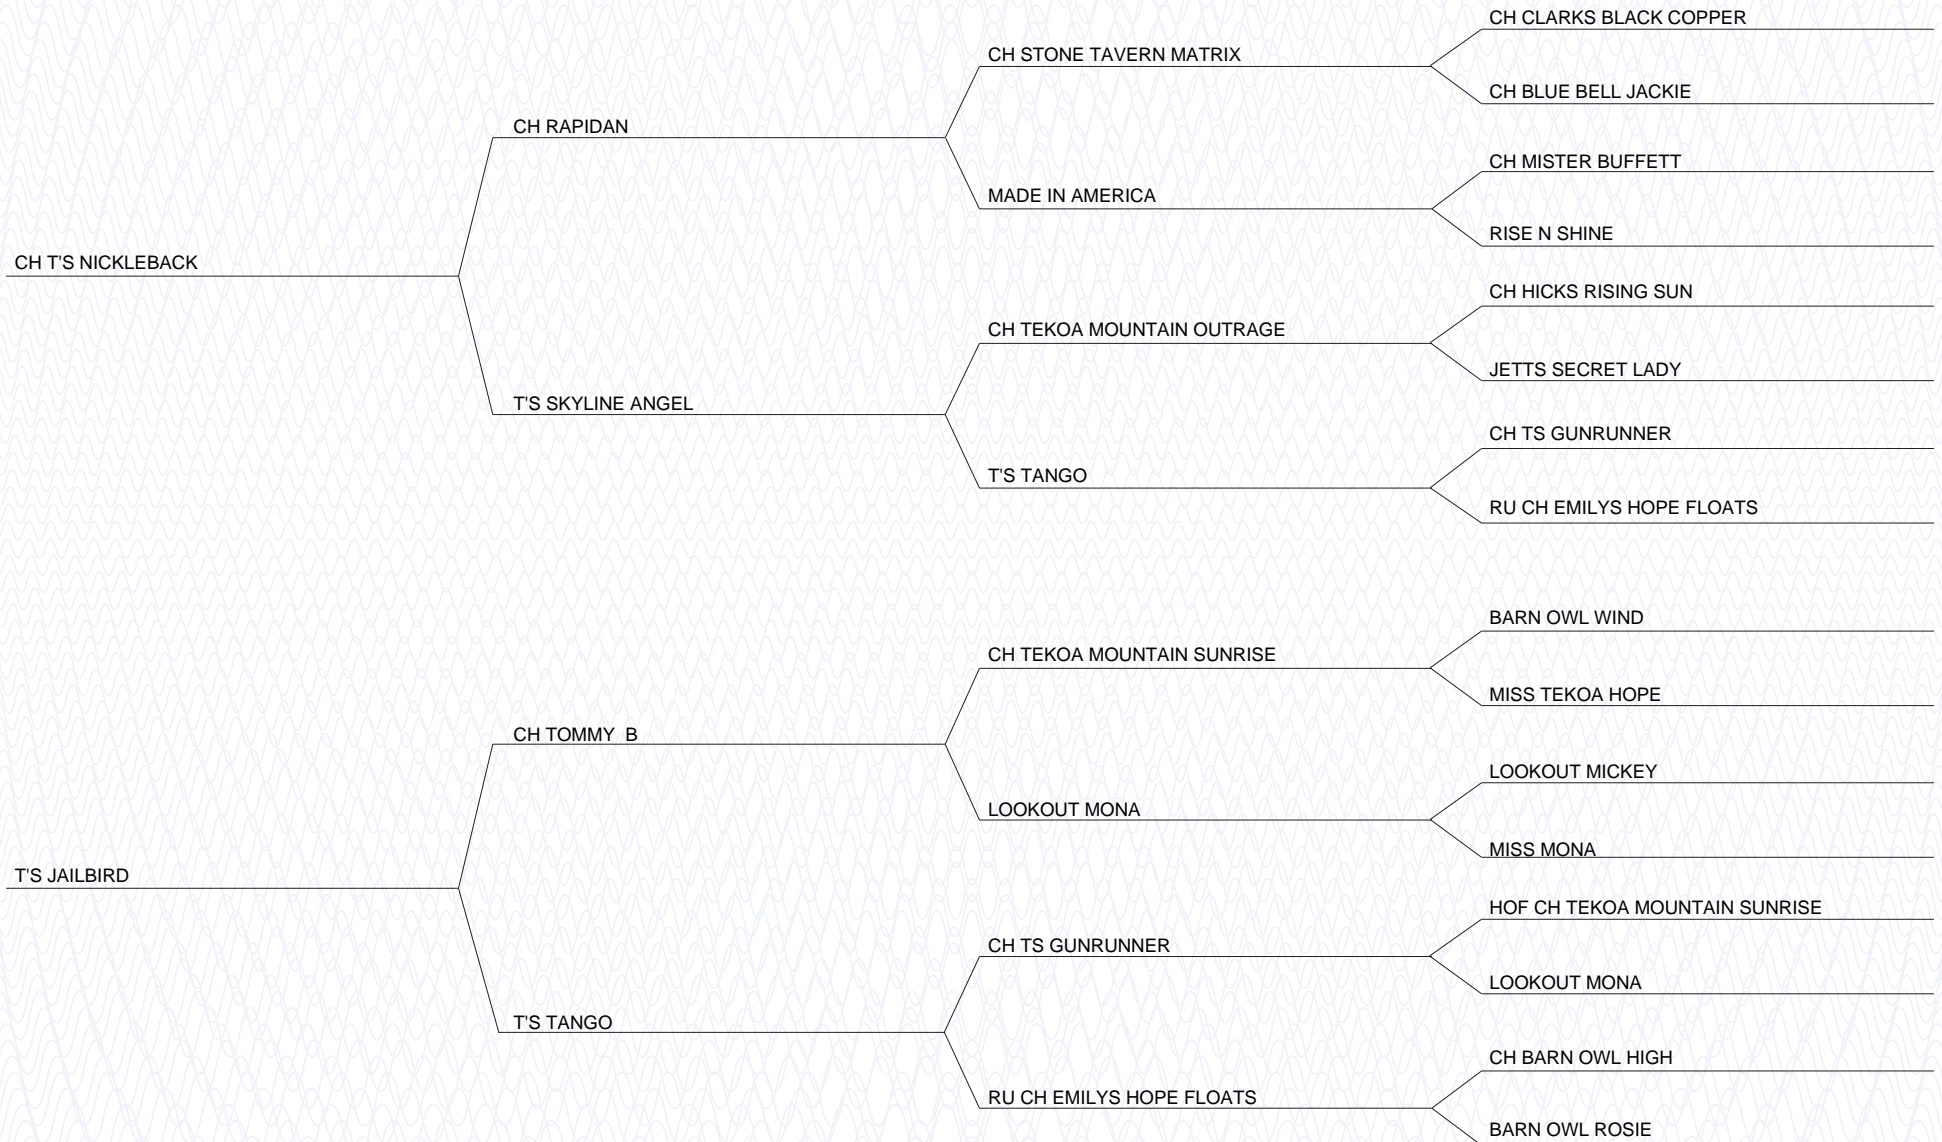 CH CLARKS BLACK COPPER
CH STONE TAVERN MATRIX
CH BLUE BELL JACKIE
CH RAPIDAN
CH MISTER BUFFETT
MADE IN AMERICA
RISE N SHINE
CH T'S NICKLEBACK
CH HICKS RISING SUN
CH TEKOA MOUNTAIN OUTRAGE
JETTS SECRET LADY
T'S SKYLINE ANGEL
CH TS GUNRUNNER
T'S TANGO
RU CH EMILYS HOPE FLOATS
BARN OWL WIND
CH TEKOA MOUNTAIN SUNRISE
MISS TEKOA HOPE
CH TOMMY  B
LOOKOUT MICKEY
LOOKOUT MONA
MISS MONA
T'S JAILBIRD
HOF CH TEKOA MOUNTAIN SUNRISE
CH TS GUNRUNNER
LOOKOUT MONA
T'S TANGO
CH BARN OWL HIGH
RU CH EMILYS HOPE FLOATS
BARN OWL ROSIE